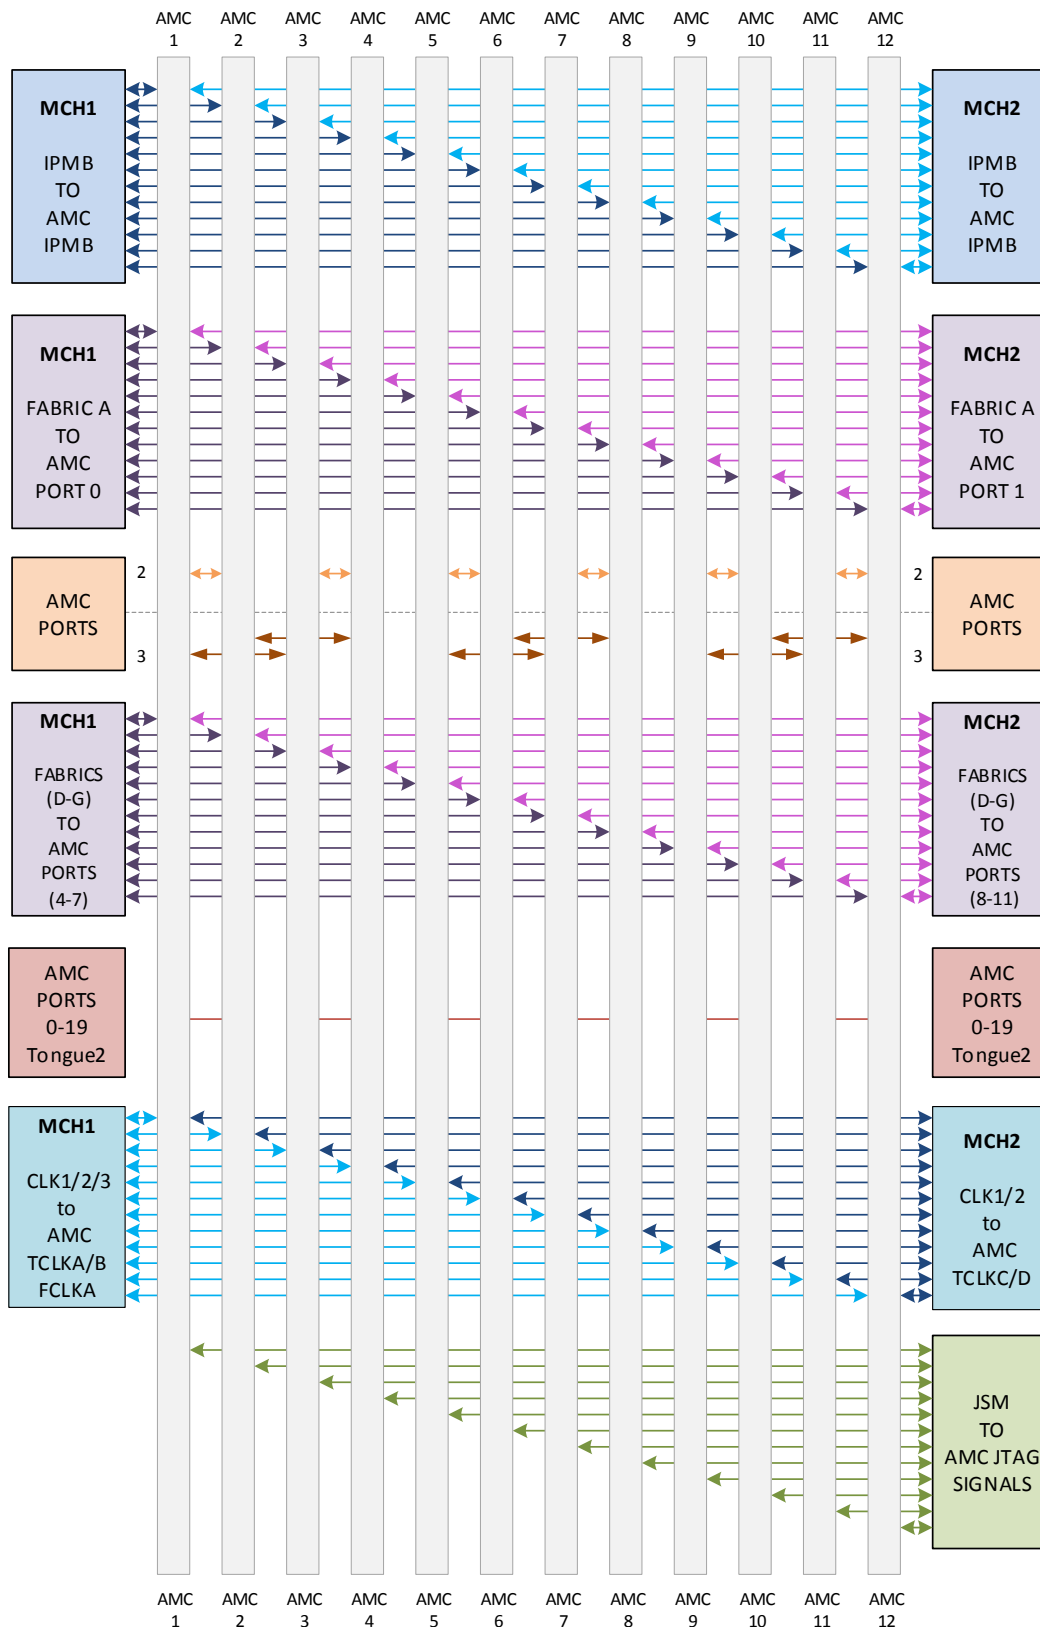 AMC AMC AMC AMC AMC AMC AMC AMC AMC AMC AMC AMC
1 2 3 4 5 6 7 8 9 10 11 12
MCH1
IPMB
TO
AMC
IPMB
MCH2
IPMB
TO
AMC
IPMB
MCH1
FABRIC A
TO
AMC
PORT 0
MCH2
FABRIC A
TO
AMC
PORT 1
AMC
PORTS
2
3
2
3
AMC
PORTS
MCH1
FABRICS
(D-G)
TO
AMC
PORTS
(4-7)
MCH2
FABRICS
(D-G)
TO
AMC
PORTS
(8-11)
AMC
PORTS
0-19
Tongue2
AMC
PORTS
0-19
Tongue2
MCH1
CLK1/2/3
to
AMC
TCLKA/B
FCLKA
MCH2
CLK1/2
to
AMC
TCLKC/D
JSM
TO
AMC JTAG
SIGNALS
AMC AMC AMC AMC AMC AMC AMC AMC AMC AMC AMC AMC
1 2 3 4 5 6 7 8 9 10 11 12